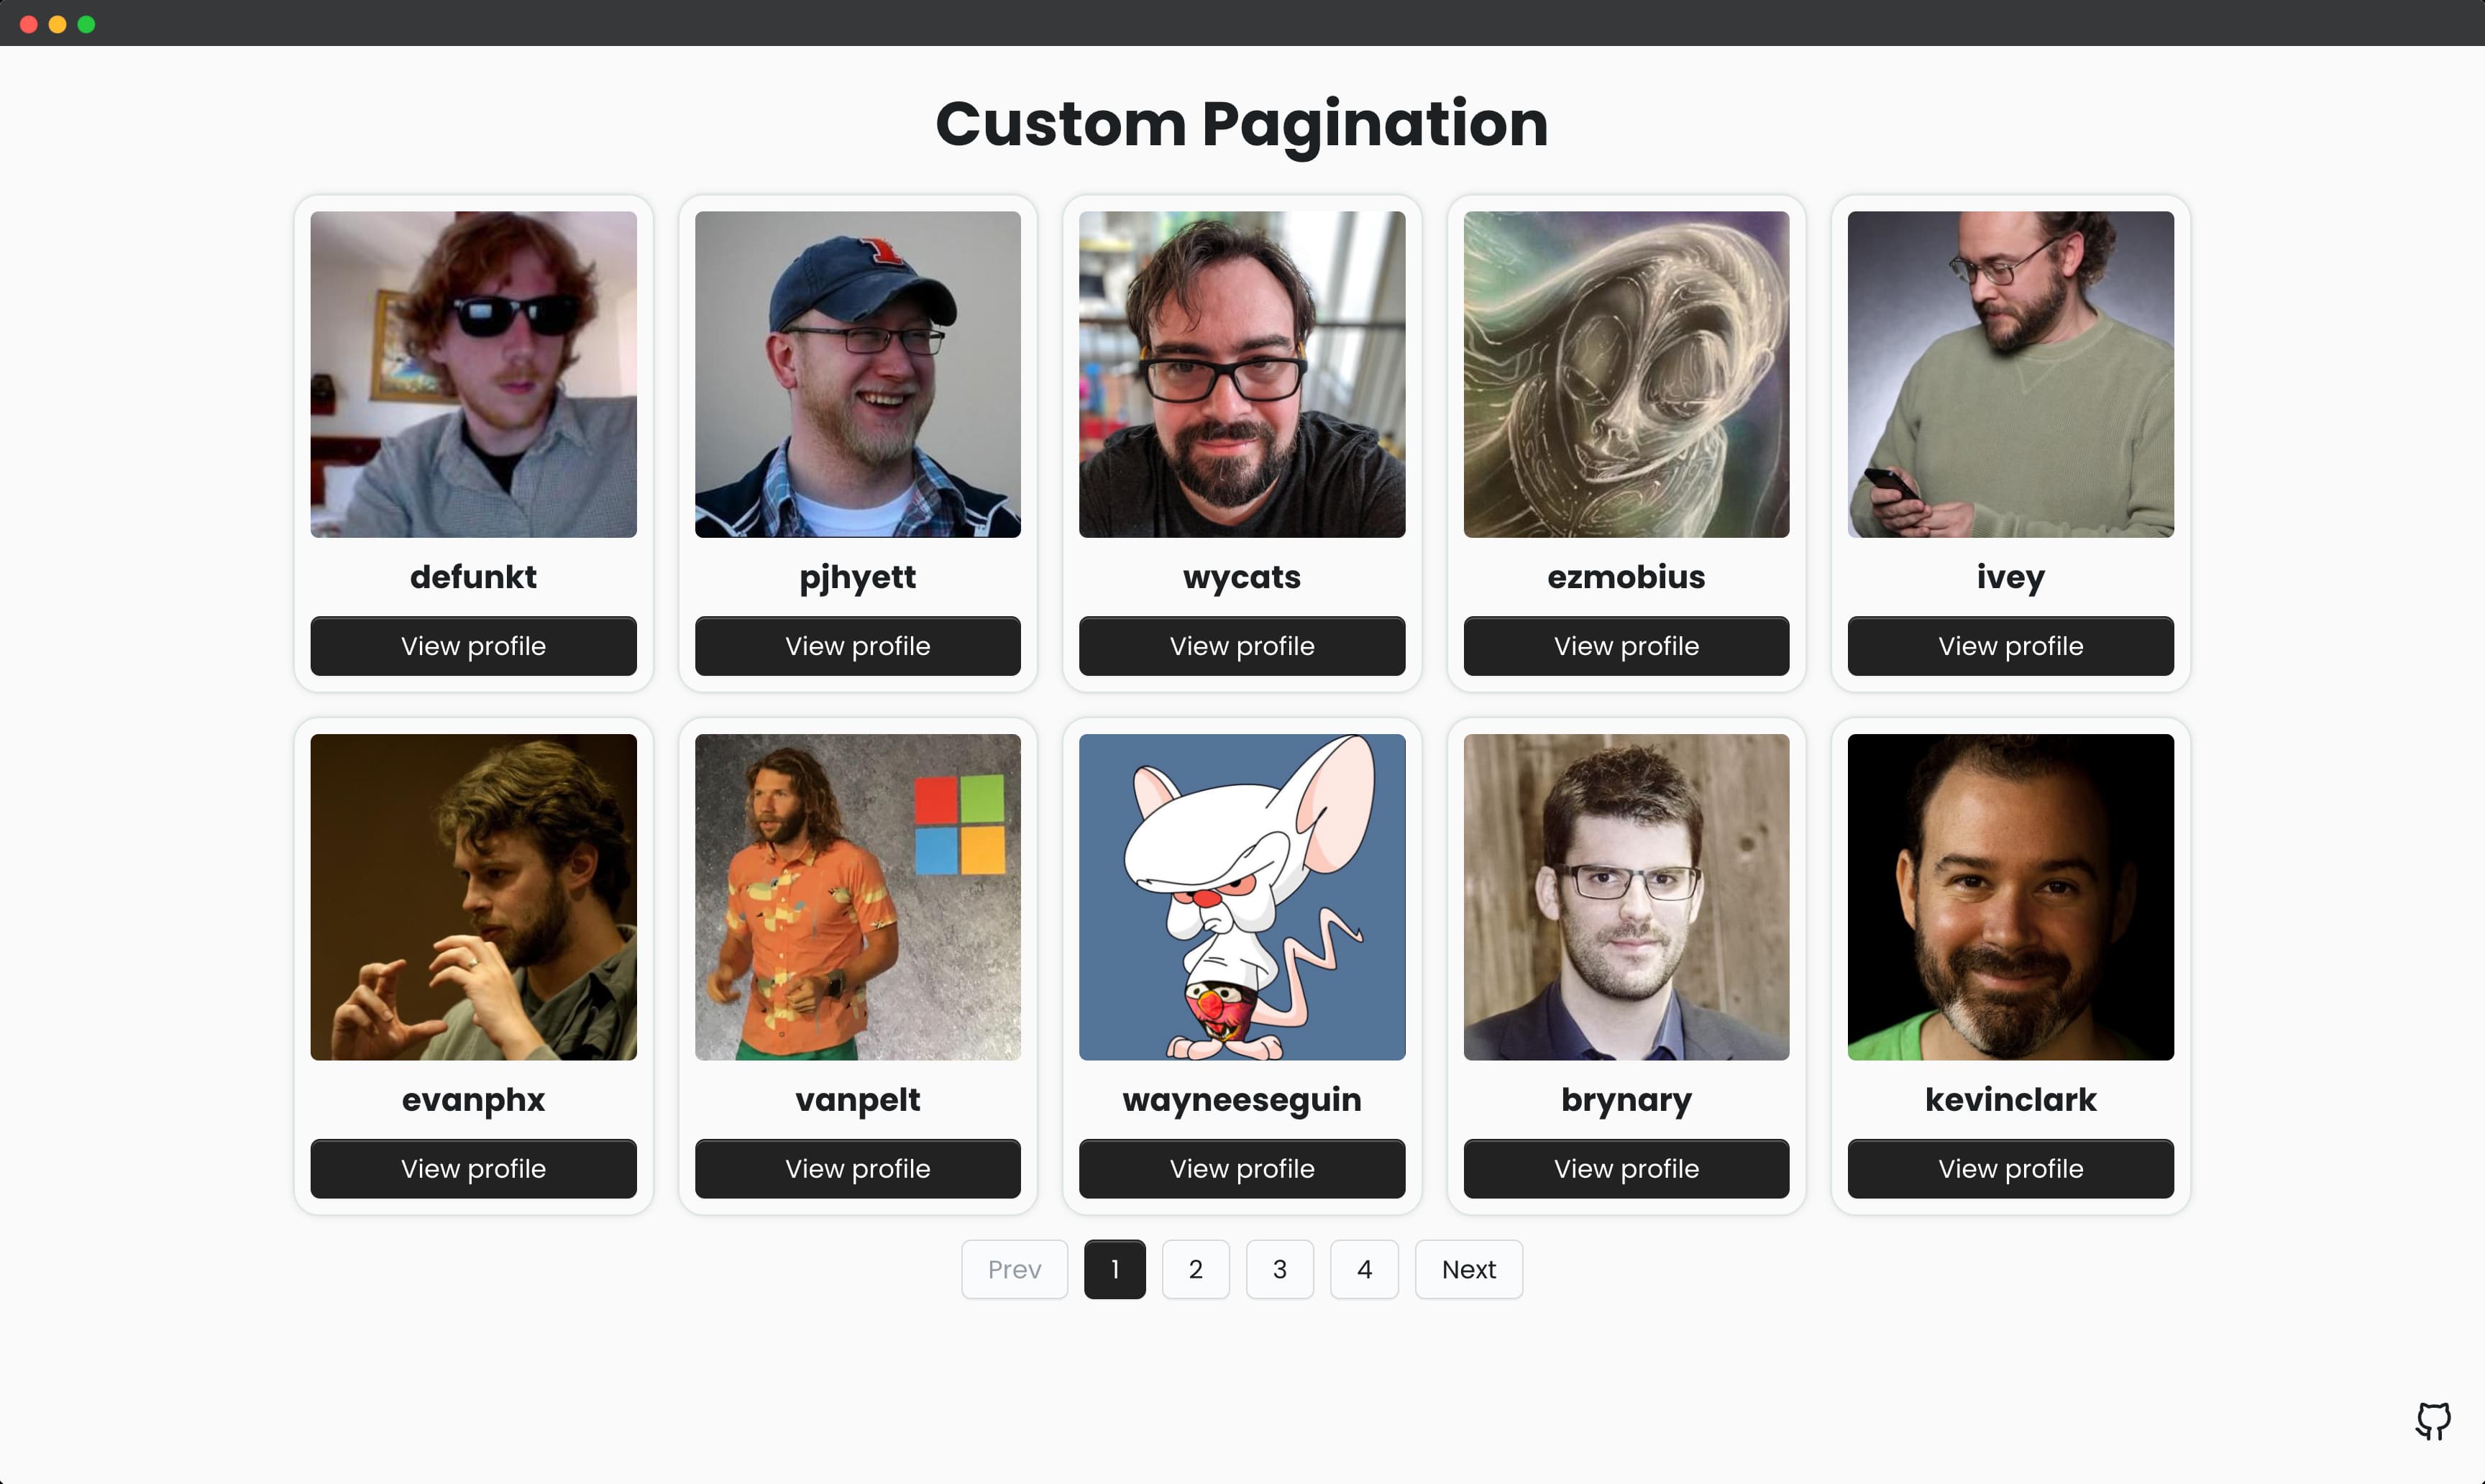 Custom Pagination
defunkt
View profile
pjhyett
View profile
wycats
View profile
ezmobius
View profile
ivey
View profile
evanphx
View profile
vanpelt
View profile
wayneeseguin
View profile
brynary
View profile
kevinclark
View profile
Prev 1 2 3 4 Next